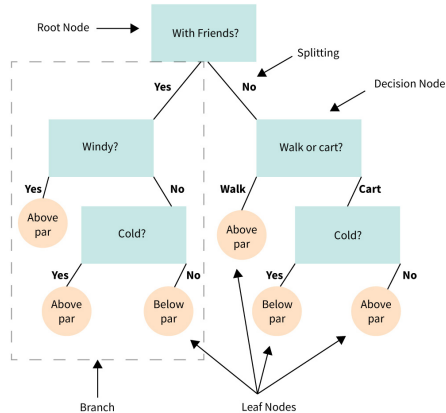 Root Node
With Friends?
Splitting
Yes
No
Decision Node
Windy?
Walk or cart?
Yes
No
Walk
Cart
Above
par
Cold?
Above
par
Cold?
Yes
No
Yes
No
Above
par
Below
par
Below
par
Above
par
Branch
Leaf Nodes